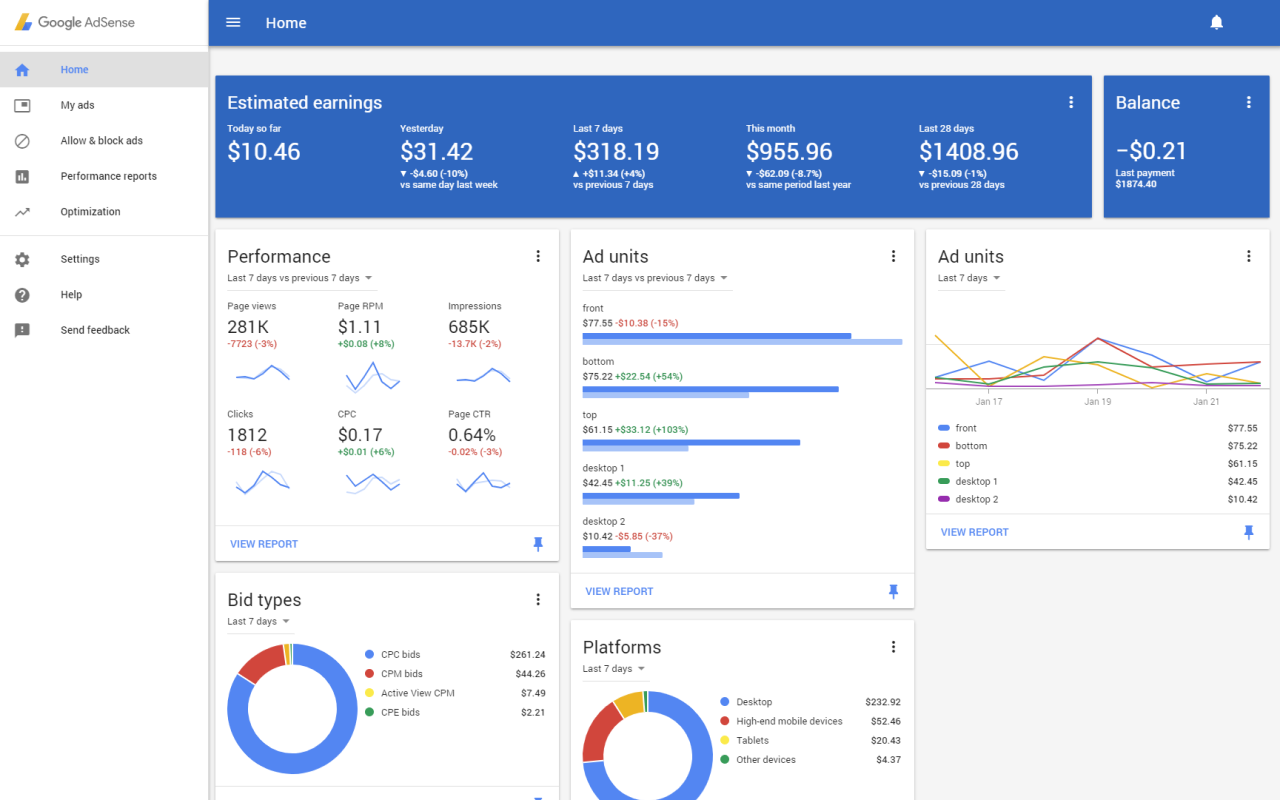 Google AdSense
Home
Home
My ads
Allow & block ads
Performance reports
Optimization
Settings
Help
Send feedback
Estimated earnings
Today so far
$10.46
Yesterday
$31.42
▼ -$4.60 (-10%)
vs same day last week
Last 7 days
$318.19
▲ +$11.34 (+4%)
vs previous 7 days
This month
$955.96
▼ -$62.09 (-8.7%)
vs same period last year
Last 28 days
$1408.96
▼ -$15.09 (-1%)
vs previous 28 days
Balance
−$0.21
Last payment
$1874.40
Performance
Last 7 days vs previous 7 days
Page views
281K
-7723 (-3%)
Page RPM
$1.11
+$0.08 (+8%)
Impressions
685K
-13.7K (-2%)
Clicks
1812
-118 (-6%)
CPC
$0.17
+$0.01 (+6%)
Page CTR
0.64%
-0.02% (-3%)
VIEW REPORT
Ad units
Last 7 days vs previous 7 days
front
$77.55 -$10.38 (-15%)
bottom
$75.22 +$22.54 (+54%)
top
$61.15 +$33.12 (+103%)
desktop 1
$42.45 +$11.25 (+39%)
desktop 2
$10.42 -$5.85 (-37%)
VIEW REPORT
Ad units
Last 7 days
Jan 17 Jan 19 Jan 21
front $77.55
bottom $75.22
top $61.15
desktop 1 $42.45
desktop 2 $10.42
VIEW REPORT
Bid types
Last 7 days
CPC bids $261.24
CPM bids $44.26
Active View CPM $7.49
CPE bids $2.21
Platforms
Last 7 days
Desktop $232.92
High-end mobile devices $52.46
Tablets $20.43
Other devices $4.37